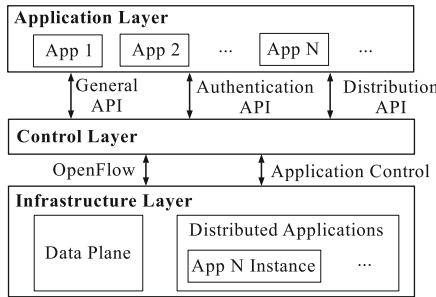 Application Layer
App 1 App 2 ... App N ...
General API
Authentication API
Distribution API
Control Layer
OpenFlow Application Control
Infrastructure Layer
Data Plane
Distributed Applications
App N Instance ...